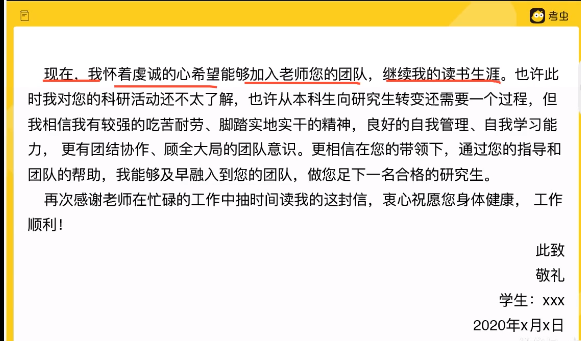 考虫
现在，我怀着虔诚的心希望能够加入老师您的团队，继续我的读书生涯。也许此
时我对您的科研活动还不太了解，也许从本科生向研究生转变还需要一个过程，但
我相信我有较强的吃苦耐劳、脚踏实地实干的精神，良好的自我管理、自我学习能
力， 更有团结协作、顾全大局的团队意识。更相信在您的带领下，通过您的指导和
团队的帮助，我能够及早融入到您的团队，做您足下一名合格的研究生。
再次感谢老师在忙碌的工作中抽时间读我的这封信，衷心祝愿您身体健康， 工作
顺利！
此致
敬礼
学生：xxx
2020年x月x日